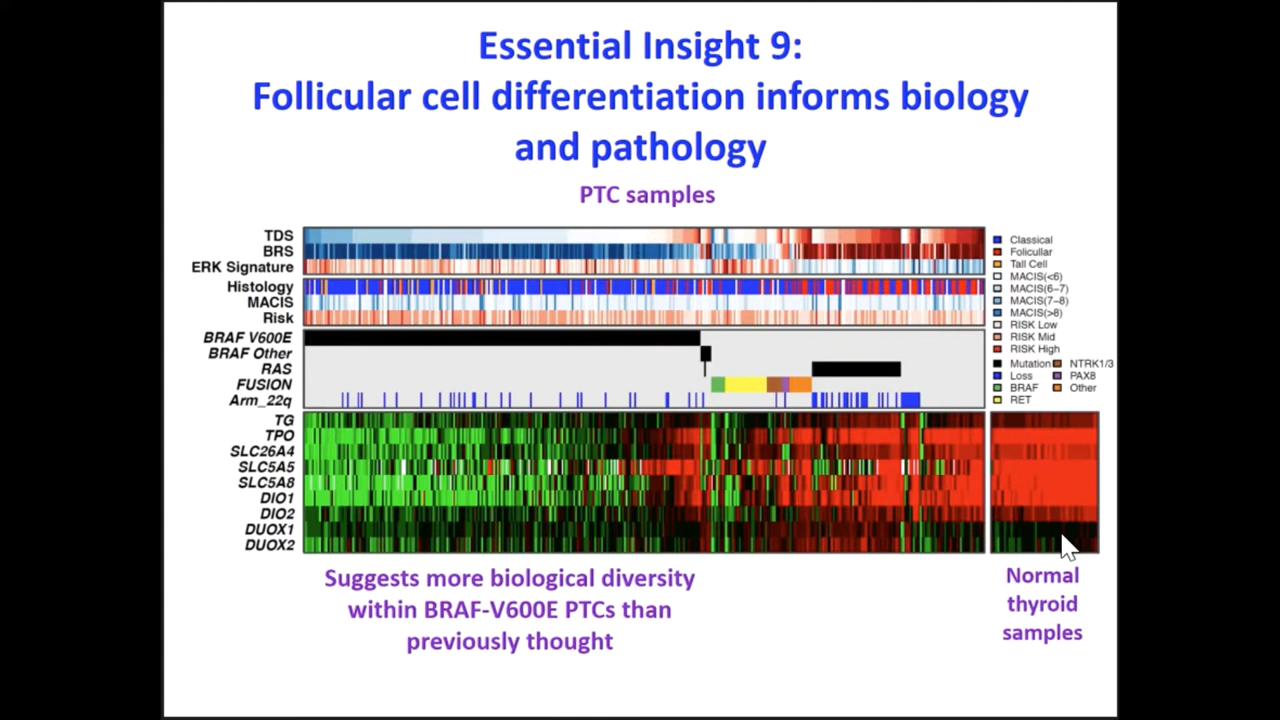 Essential Insight 9:
Follicular cell differentiation informs biology
and pathology
PTC samples
TDS
BRS
ERK Signature
Histology
MACIS
Risk
BRAF V600E
BRAF Other
RAS
FUSION
Arm_22q
TG
TPO
SLC26A4
SLC5A5
SLC5A8
DIO1
DIO2
DUOX1
DUOX2
Classical
Follicular
Tall Cell
MACIS(<6)
MACIS(6–7)
MACIS(7–8)
MACIS(>8)
RISK Low
RISK Mid
RISK High
Mutation NTRK1/3
Loss PAX8
BRAF Other
RET
Suggests more biological diversity
within BRAF-V600E PTCs than
previously thought
Normal
thyroid
samples